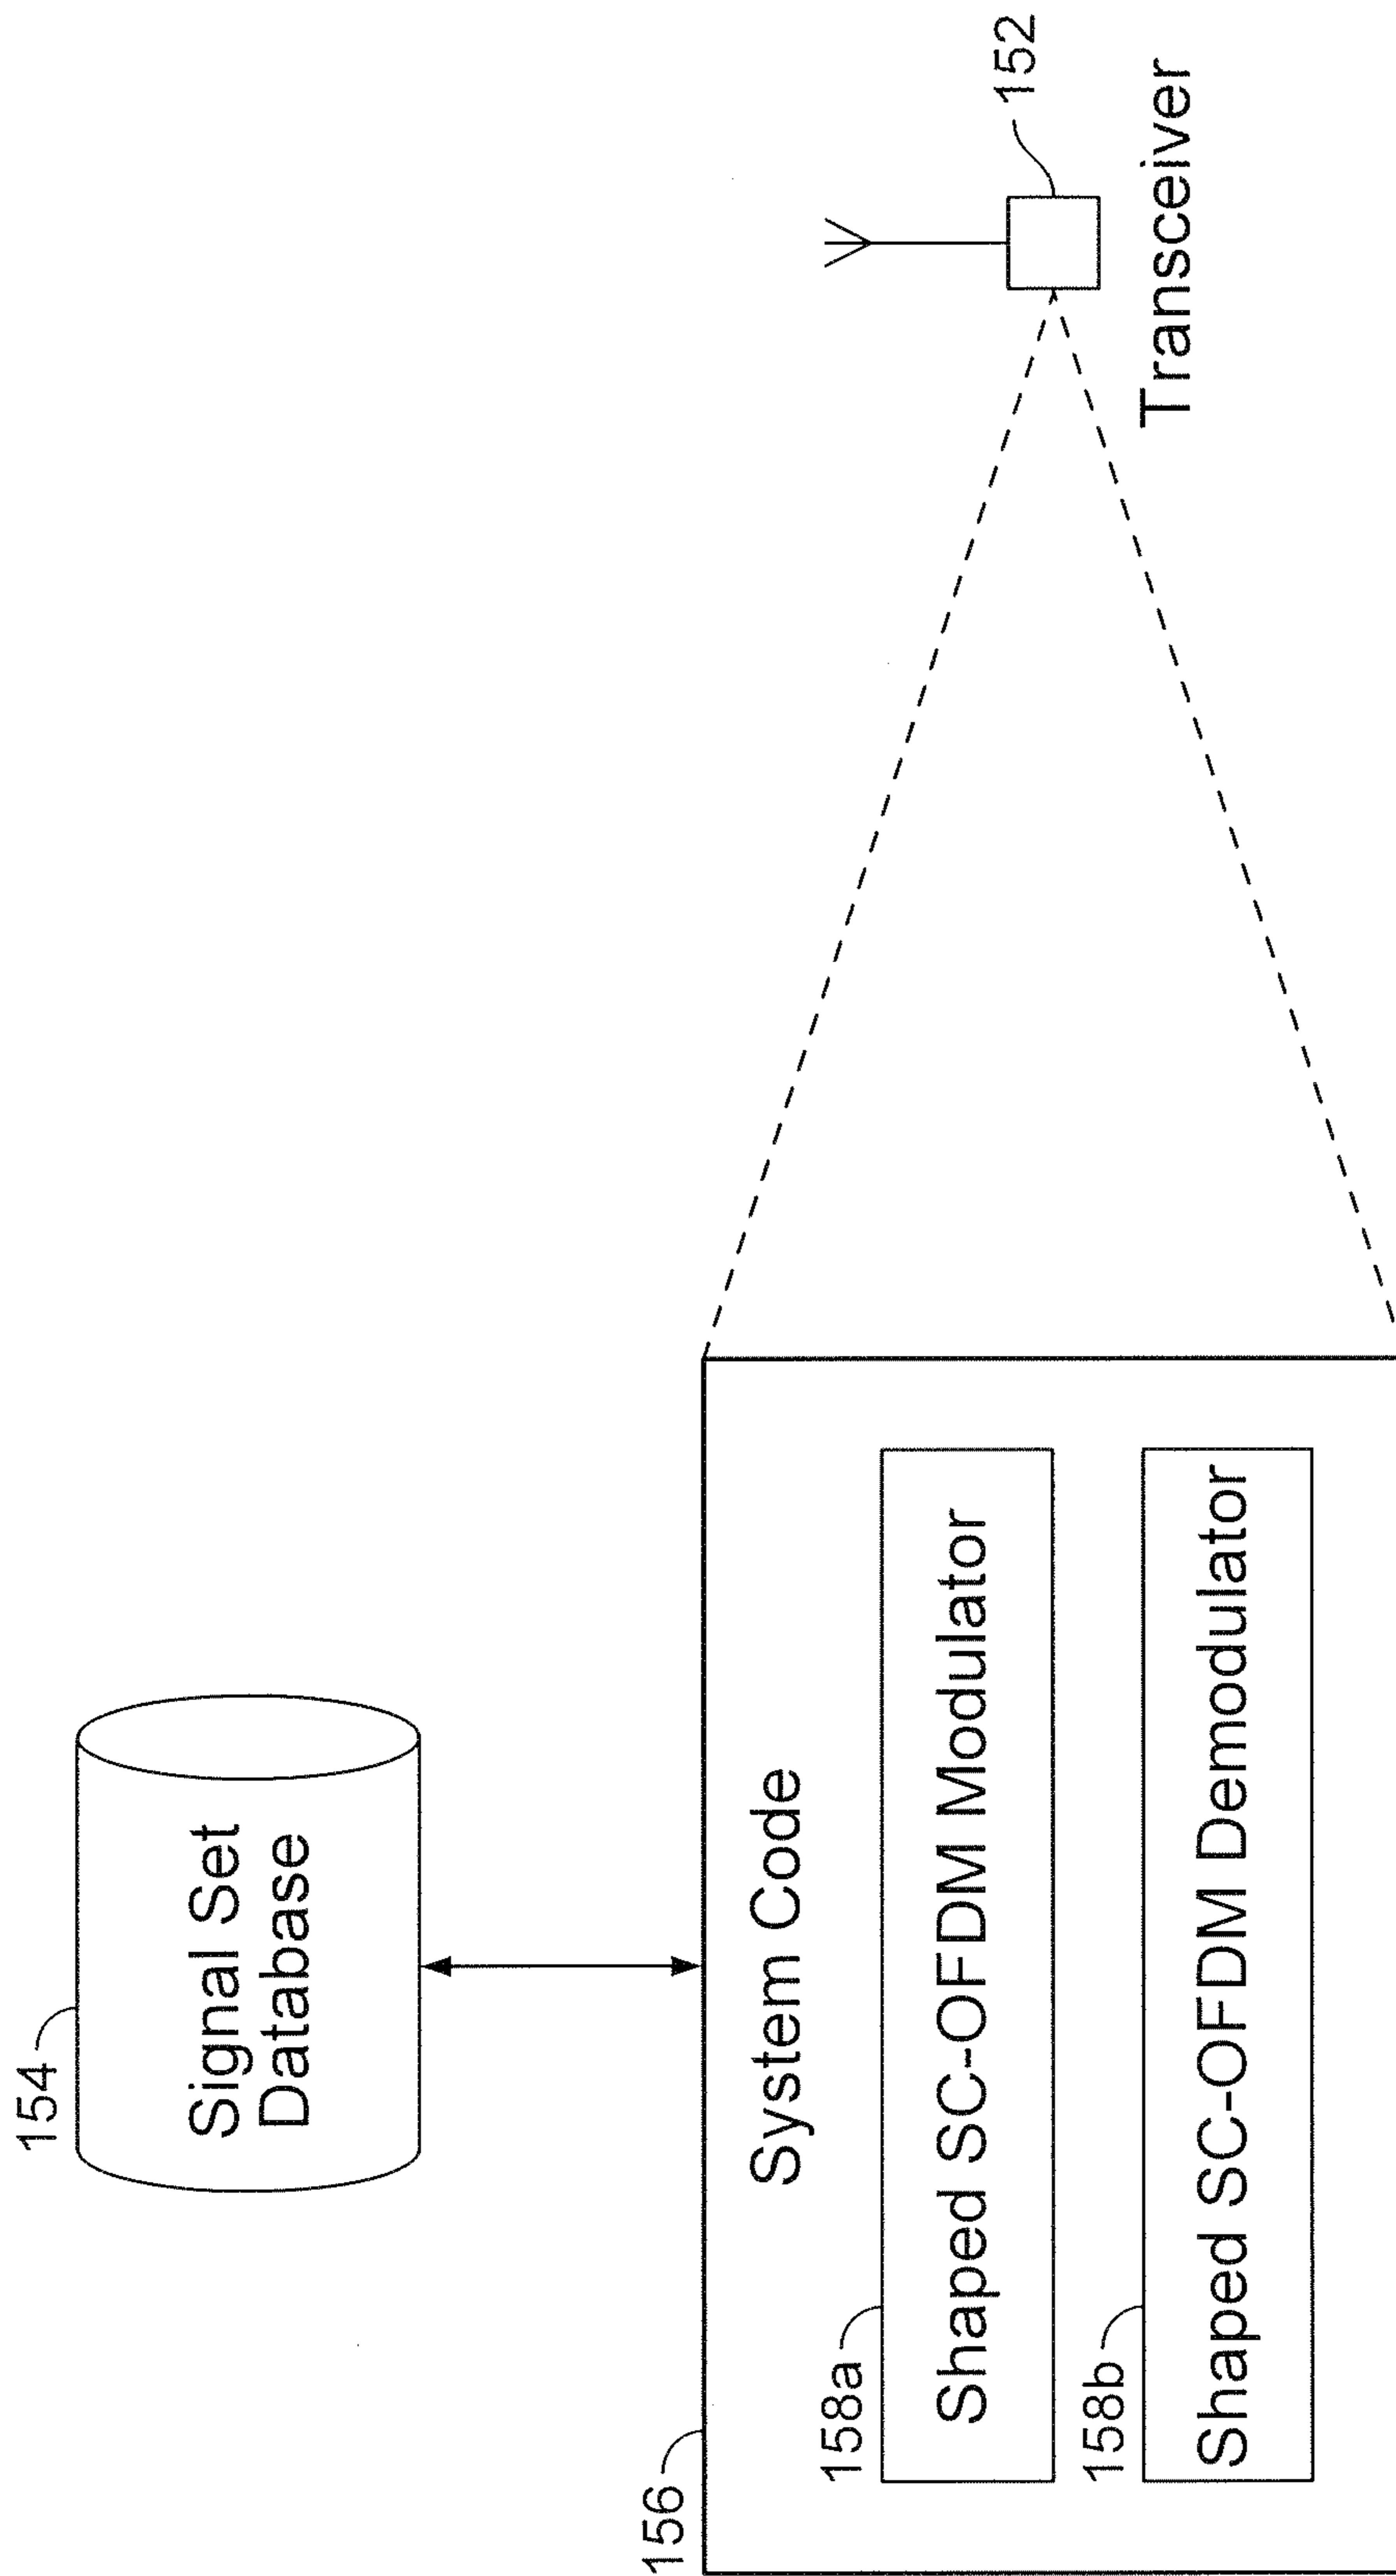 154
Signal Set
Database
156
System Code
158a
Shaped SC-OFDM Modulator
158b
Shaped SC-OFDM Demodulator
152
Transceiver